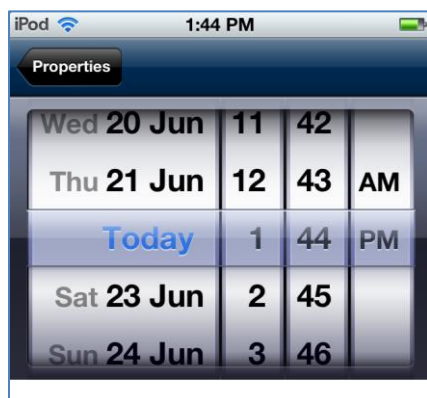 iPod 1:44 PM
Properties
Wed 20 Jun 11 42
Thu 21 Jun 12 43 AM
Today 1 44 PM
Sat 23 Jun 2 45
Sun 24 Jun 3 46